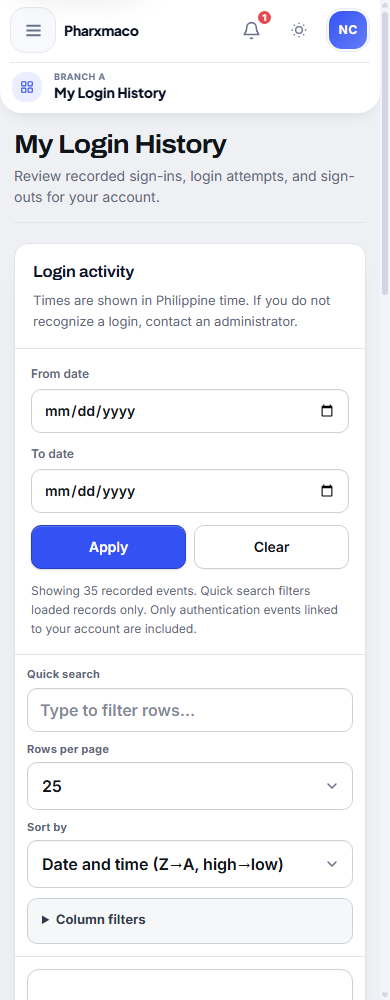 Pharxmaco
1
NC
BRANCH A
My Login History
My Login History
Review recorded sign-ins, login attempts, and sign-
outs for your account.
Login activity
Times are shown in Philippine time. If you do not
recognize a login, contact an administrator.
From date
mm/dd/yyyy
To date
mm/dd/yyyy
Apply
Clear
Showing 35 recorded events. Quick search filters
loaded records only. Only authentication events linked
to your account are included.
Quick search
Type to filter rows...
Rows per page
25
Sort by
Date and time (Z→A, high→low)
Column filters